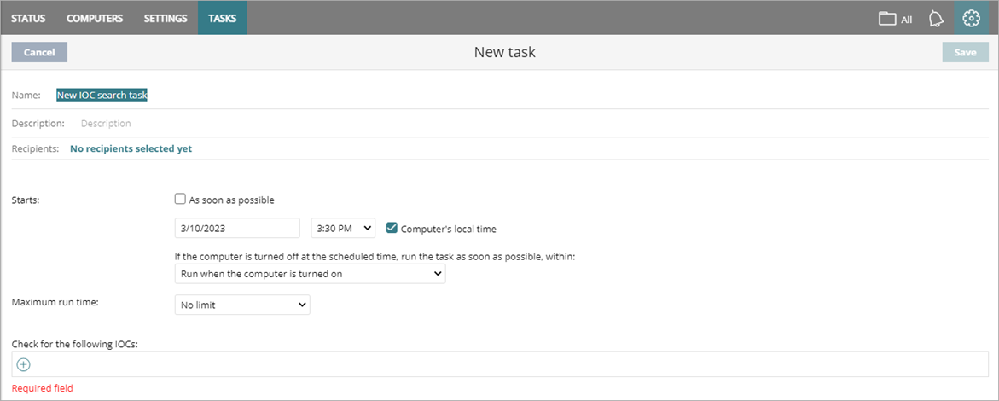 STATUS COMPUTERS SETTINGS TASKS All
Cancel New task Save
Name: New IOC search task
Description: Description
Recipients: No recipients selected yet
Starts: As soon as possible
3/10/2023 3:30 PM Computer's local time
If the computer is turned off at the scheduled time, run the task as soon as possible, within:
Run when the computer is turned on
Maximum run time: No limit
Check for the following IOCs:
Required field